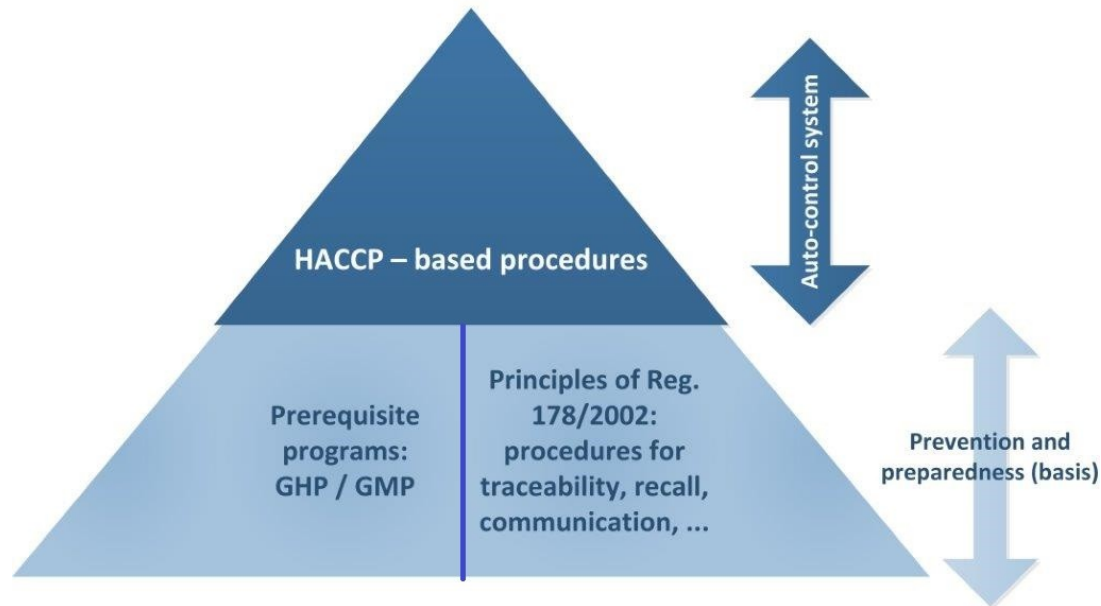 HACCP – based procedures
Auto-control system
Prerequisite
programs:
GHP / GMP
Principles of Reg.
178/2002:
procedures for
traceability, recall,
communication, ...
Prevention and
preparedness (basis)